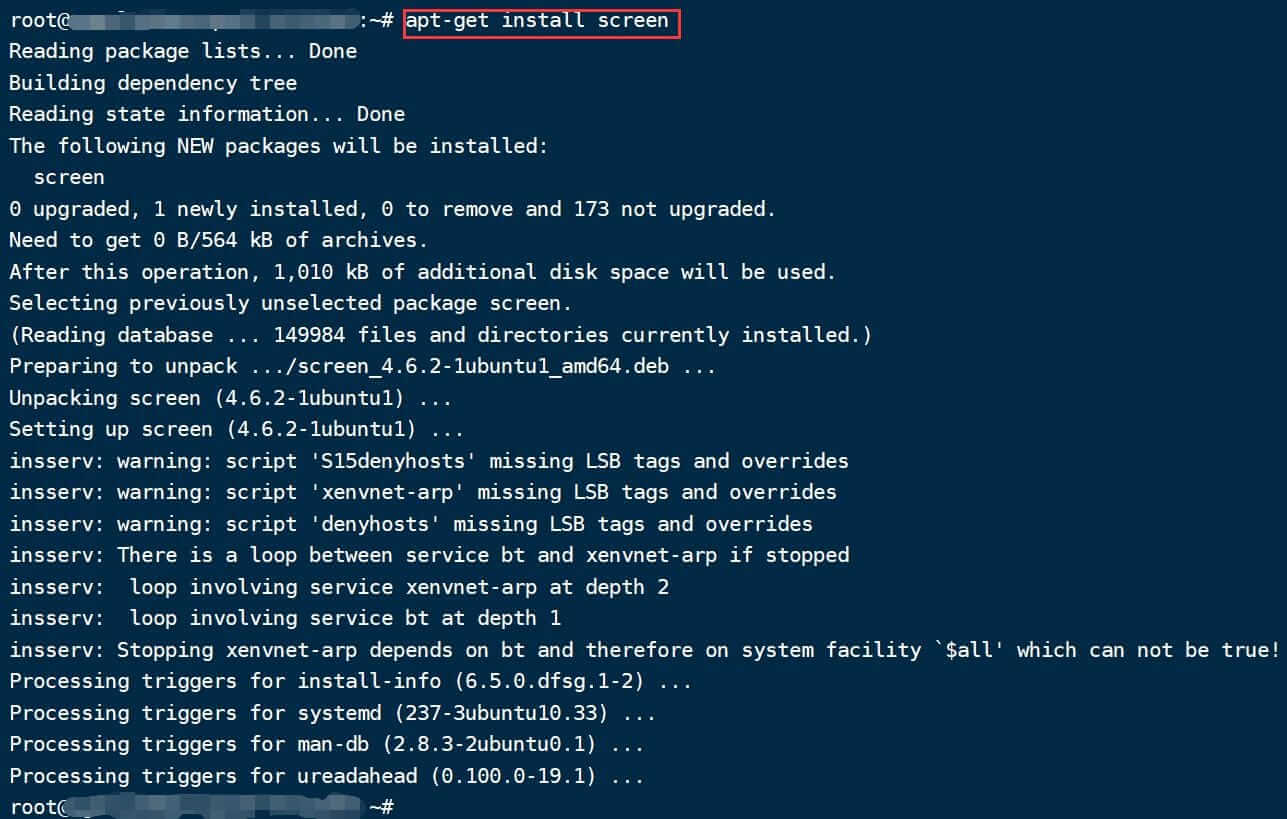 root@:~# apt-get install screen
Reading package lists... Done
Building dependency tree
Reading state information... Done
The following NEW packages will be installed:
  screen
0 upgraded, 1 newly installed, 0 to remove and 173 not upgraded.
Need to get 0 B/564 kB of archives.
After this operation, 1,010 kB of additional disk space will be used.
Selecting previously unselected package screen.
(Reading database ... 149984 files and directories currently installed.)
Preparing to unpack .../screen_4.6.2-1ubuntu1_amd64.deb ...
Unpacking screen (4.6.2-1ubuntu1) ...
Setting up screen (4.6.2-1ubuntu1) ...
insserv: warning: script 'S15denyhosts' missing LSB tags and overrides
insserv: warning: script 'xenvnet-arp' missing LSB tags and overrides
insserv: warning: script 'denyhosts' missing LSB tags and overrides
insserv: There is a loop between service bt and xenvnet-arp if stopped
insserv:  loop involving service xenvnet-arp at depth 2
insserv:  loop involving service bt at depth 1
insserv: Stopping xenvnet-arp depends on bt and therefore on system facility `$all' which can not be true!
Processing triggers for install-info (6.5.0.dfsg.1-2) ...
Processing triggers for systemd (237-3ubuntu10.33) ...
Processing triggers for man-db (2.8.3-2ubuntu0.1) ...
Processing triggers for ureadahead (0.100.0-19.1) ...
root@ ~#